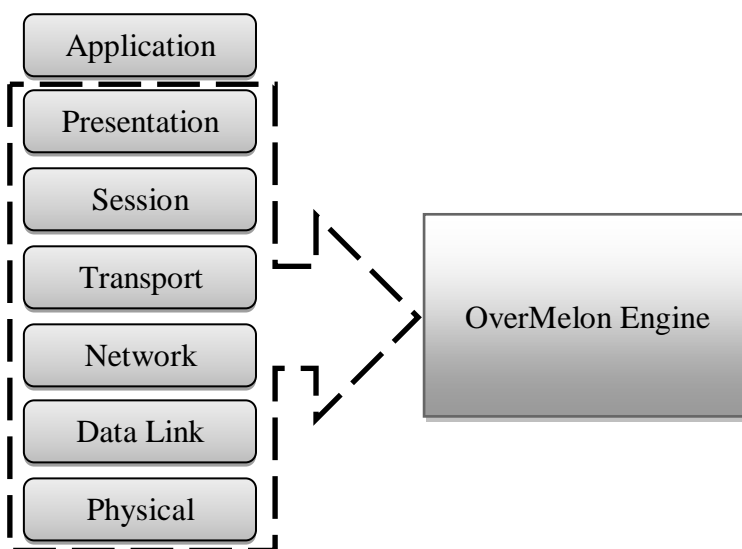 Application
Presentation
Session
Transport
Network
Data Link
Physical
OverMelon Engine